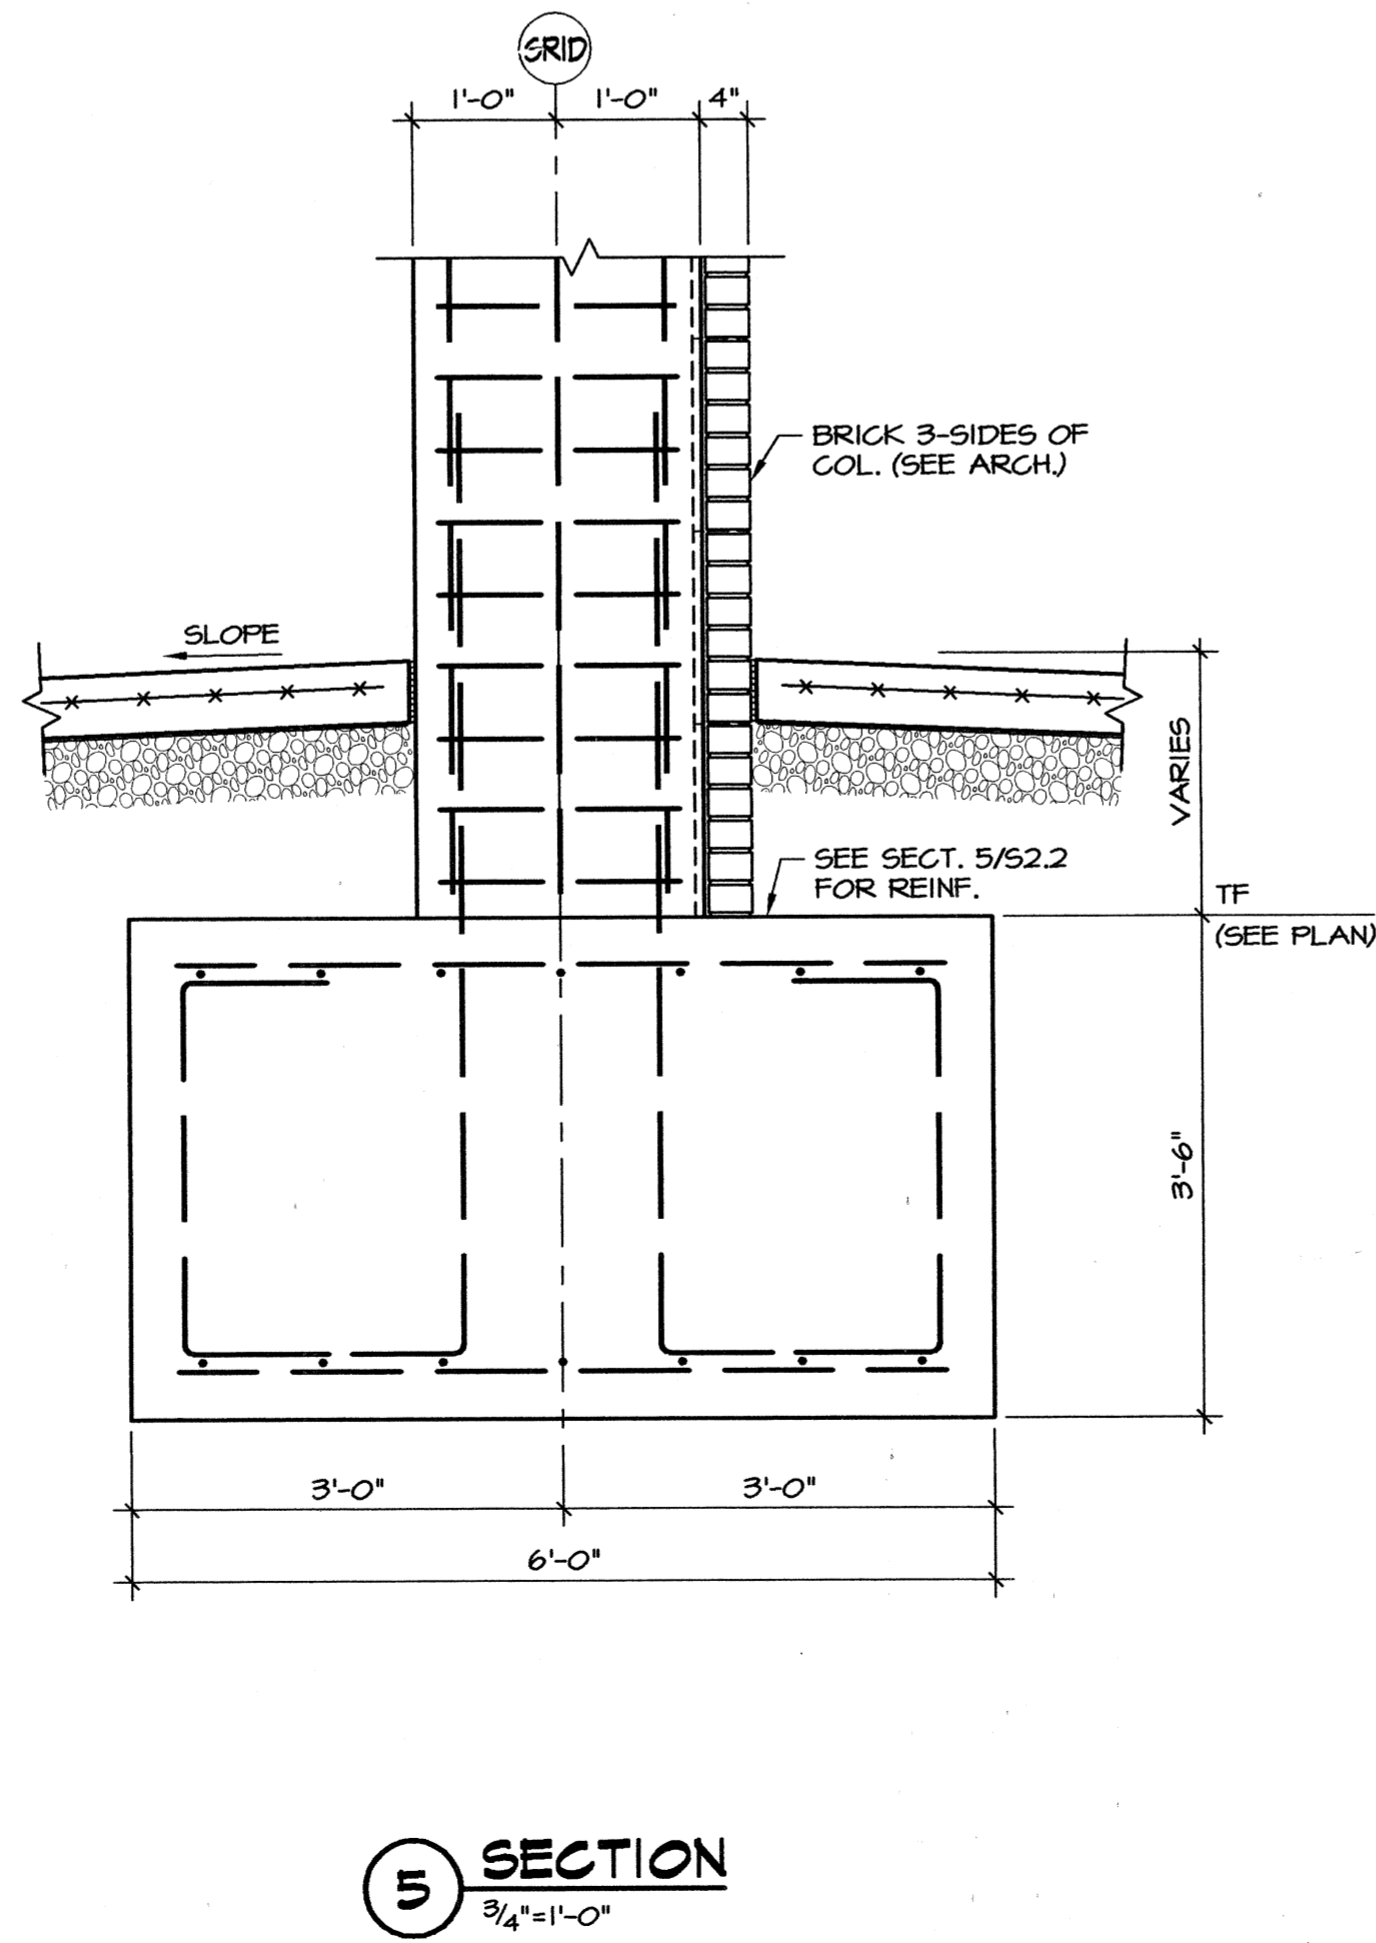 GRID
1'-0" 1'-0" 4"
BRICK 3-SIDES OF
COL. (SEE ARCH.)
SLOPE
VARIES
SEE SECT. 5/S2.2
FOR REINF.
TF
(SEE PLAN)
3'-6"
3'-0" 3'-0"
6'-0"
5 SECTION
3/4"=1'-0"